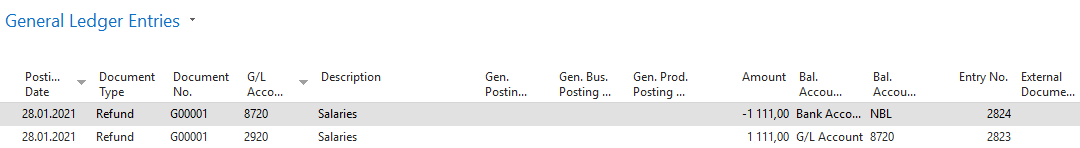 General Ledger Entries
Posti... Document Document G/L Description Gen. Gen. Bus. Gen. Prod. Amount Bal. Bal. Entry No. External
Date Type No. Acco... Postin... Posting ... Posting ... Accou... Accou... Docume...
28.01.2021 Refund G00001 8720 Salaries -1 111,00 Bank Acco... NBL 2824
28.01.2021 Refund G00001 2920 Salaries 1 111,00 G/L Account 8720 2823